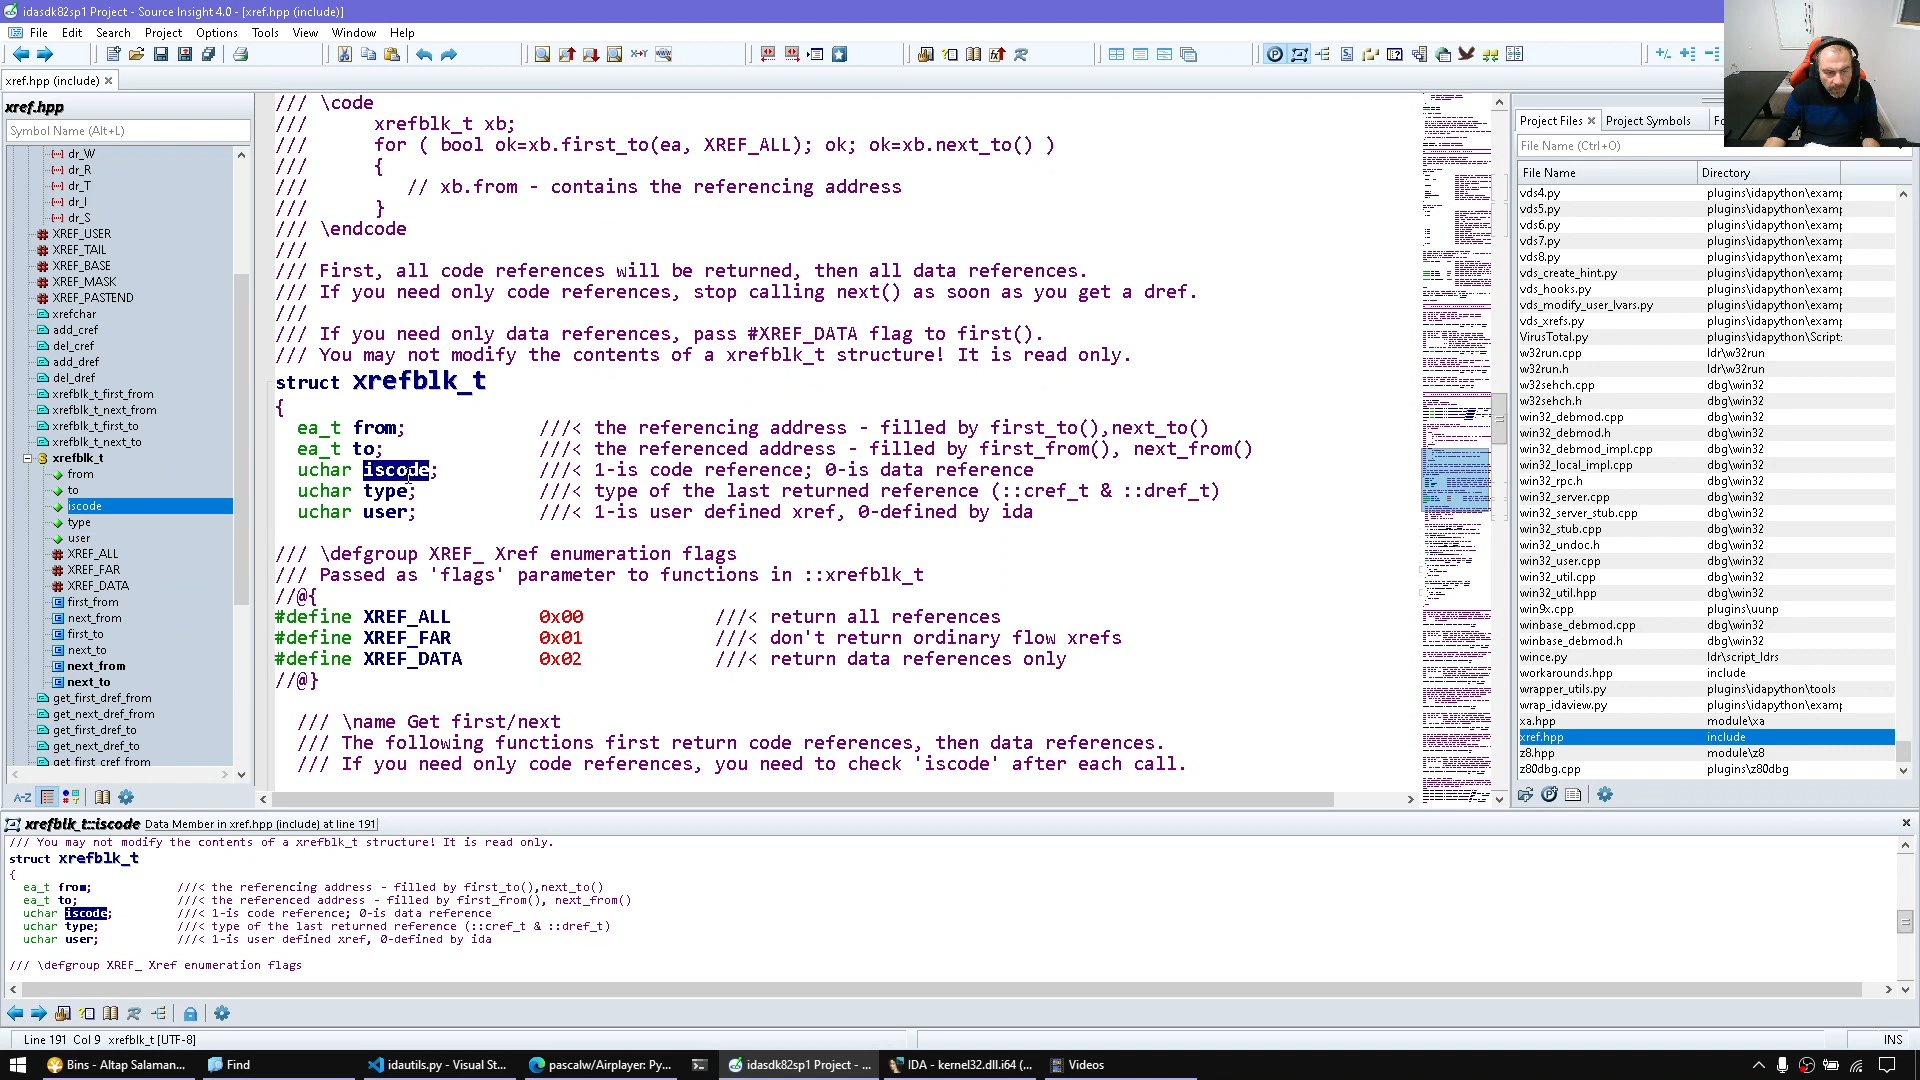 idasdk82sp1 Project - Source Insight 4.0 - [xref.hpp (include)]
File Edit Search Project Options Tools View Window Help
xref.hpp (include)
xref.hpp
Symbol Name (Alt+L)
dr_W
dr_R
dr_T
dr_I
dr_S
XREF_USER
XREF_TAIL
XREF_BASE
XREF_MASK
XREF_PASTEND
xrefchar
add_cref
del_cref
add_dref
del_dref
xrefblk_t_first_from
xrefblk_t_next_from
xrefblk_t_first_to
xrefblk_t_next_to
xrefblk_t
from
to
iscode
type
user
XREF_ALL
XREF_FAR
XREF_DATA
first_from
next_from
first_to
next_to
next_from
next_to
get_first_dref_from
get_next_dref_from
get_first_dref_to
get_next_dref_to
get_first_cref_from
/// \code
///      xrefblk_t xb;
///      for ( bool ok=xb.first_to(ea, XREF_ALL); ok; ok=xb.next_to() )
///      {
///         // xb.from - contains the referencing address
///      }
/// \endcode
///
/// First, all code references will be returned, then all data references.
/// If you need only code references, stop calling next() as soon as you get a dref.
///
/// If you need only data references, pass #XREF_DATA flag to first().
/// You may not modify the contents of a xrefblk_t structure! It is read only.
struct xrefblk_t
{
ea_t from;             ///< the referencing address - filled by first_to(),next_to()
ea_t to;               ///< the referenced address - filled by first_from(), next_from()
uchar iscode;          ///< 1-is code reference; 0-is data reference
uchar type;            ///< type of the last returned reference (::cref_t & ::dref_t)
uchar user;            ///< 1-is user defined xref, 0-defined by ida
/// \defgroup XREF_ Xref enumeration flags
/// Passed as 'flags' parameter to functions in ::xrefblk_t
//@{
#define XREF_ALL        0x00            ///< return all references
#define XREF_FAR        0x01            ///< don't return ordinary flow xrefs
#define XREF_DATA       0x02            ///< return data references only
//@}
/// \name Get first/next
/// The following functions first return code references, then data references.
/// If you need only code references, you need to check 'iscode' after each call.
Project Files Project Symbols Fo
File Name (Ctrl+O)
File Name Directory
vds4.py plugins\idapython\examp
vds5.py plugins\idapython\examp
vds6.py plugins\idapython\examp
vds7.py plugins\idapython\examp
vds8.py plugins\idapython\examp
vds_create_hint.py plugins\idapython\examp
vds_hooks.py plugins\idapython\examp
vds_modify_user_lvars.py plugins\idapython\examp
vds_xrefs.py plugins\idapython\examp
VirusTotal.py plugins\idapython\Script:
w32run.cpp ldr\w32run
w32run.h ldr\w32run
w32sehch.cpp dbg\win32
w32sehch.h dbg\win32
win32_debmod.cpp dbg\win32
win32_debmod.h dbg\win32
win32_debmod_impl.cpp dbg\win32
win32_local_impl.cpp dbg\win32
win32_rpc.h dbg\win32
win32_server.cpp dbg\win32
win32_server_stub.cpp dbg\win32
win32_stub.cpp dbg\win32
win32_undoc.h dbg\win32
win32_user.cpp dbg\win32
win32_util.cpp dbg\win32
win32_util.hpp dbg\win32
win9x.cpp plugins\uunp
winbase_debmod.cpp dbg\win32
winbase_debmod.h dbg\win32
wince.py ldr\script_ldrs
workarounds.hpp include
wrapper_utils.py plugins\idapython\tools
wrap_idaview.py plugins\idapython\examp
xa.hpp module\xa
xref.hpp include
z8.hpp module\z8
z80dbg.cpp plugins\z80dbg
xrefblk_t::iscode Data Member in xref.hpp (include) at line 191
/// You may not modify the contents of a xrefblk_t structure! It is read only.
struct xrefblk_t
{
ea_t from;             ///< the referencing address - filled by first_to(),next_to()
ea_t to;               ///< the referenced address - filled by first_from(), next_from()
uchar iscode;          ///< 1-is code reference; 0-is data reference
uchar type;            ///< type of the last returned reference (::cref_t & ::dref_t)
uchar user;            ///< 1-is user defined xref, 0-defined by ida
/// \defgroup XREF_ Xref enumeration flags
Line 191 Col 9 xrefblk_t [UTF-8] INS
Bins - Altap Salaman... Find idautils.py - Visual St... pascalw/Airplayer: Py... idasdk82sp1 Project - ... IDA - kernel32.dll.i64 (... Videos